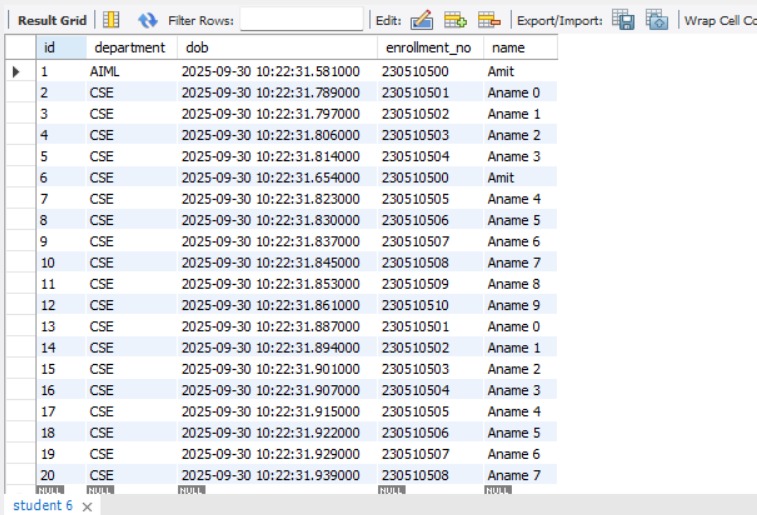 Result Grid Filter Rows: Edit: Export/Import: Wrap Cell Co
id department dob enrollment_no name
1 AIML 2025-09-30 10:22:31.581000 230510500 Amit
2 CSE 2025-09-30 10:22:31.789000 230510501 Aname 0
3 CSE 2025-09-30 10:22:31.797000 230510502 Aname 1
4 CSE 2025-09-30 10:22:31.806000 230510503 Aname 2
5 CSE 2025-09-30 10:22:31.814000 230510504 Aname 3
6 CSE 2025-09-30 10:22:31.654000 230510500 Amit
7 CSE 2025-09-30 10:22:31.823000 230510505 Aname 4
8 CSE 2025-09-30 10:22:31.830000 230510506 Aname 5
9 CSE 2025-09-30 10:22:31.837000 230510507 Aname 6
10 CSE 2025-09-30 10:22:31.845000 230510508 Aname 7
11 CSE 2025-09-30 10:22:31.853000 230510509 Aname 8
12 CSE 2025-09-30 10:22:31.861000 230510510 Aname 9
13 CSE 2025-09-30 10:22:31.887000 230510501 Aname 0
14 CSE 2025-09-30 10:22:31.894000 230510502 Aname 1
15 CSE 2025-09-30 10:22:31.901000 230510503 Aname 2
16 CSE 2025-09-30 10:22:31.907000 230510504 Aname 3
17 CSE 2025-09-30 10:22:31.915000 230510505 Aname 4
18 CSE 2025-09-30 10:22:31.922000 230510506 Aname 5
19 CSE 2025-09-30 10:22:31.929000 230510507 Aname 6
20 CSE 2025-09-30 10:22:31.939000 230510508 Aname 7
NULL NULL NULL NULL NULL
student 6